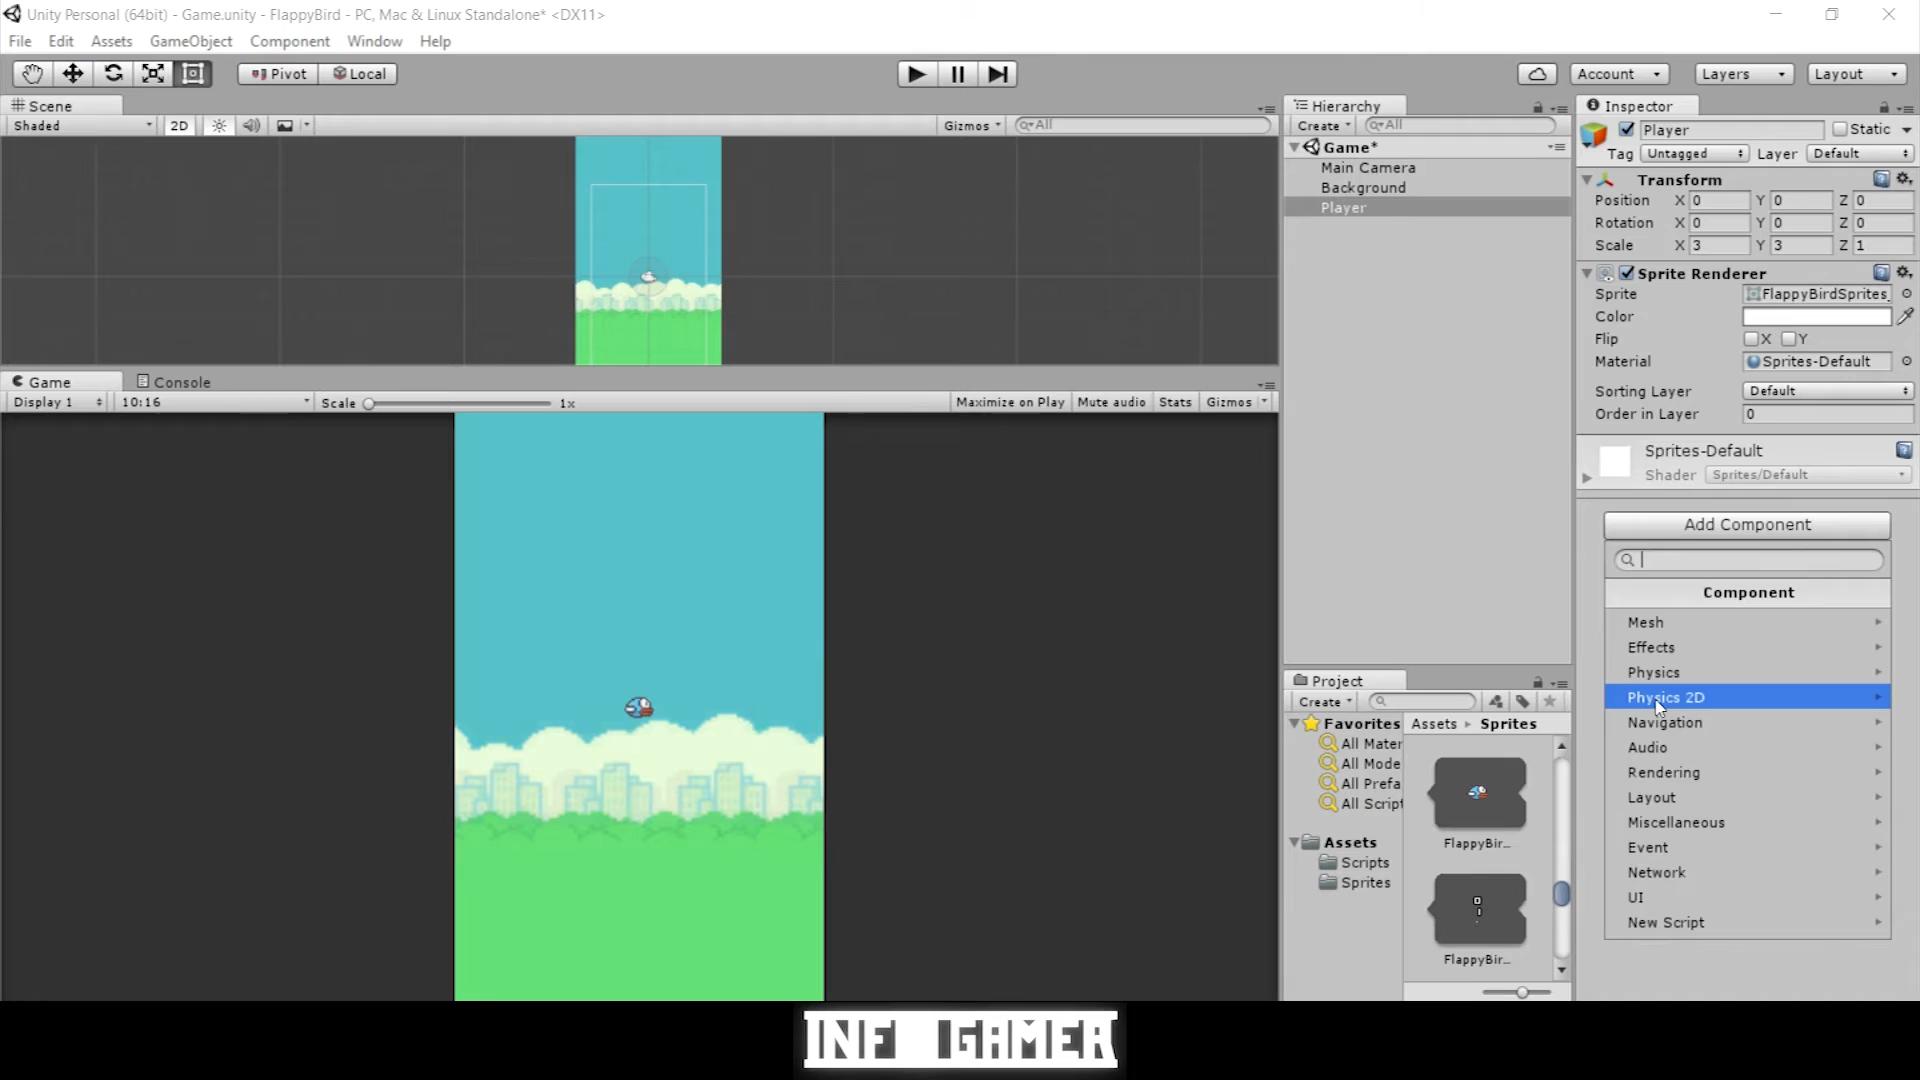 Unity Personal (64bit) - Game.unity - FlappyBird - PC, Mac & Linux Standalone* <DX11>
File Edit Assets GameObject Component Window Help
Pivot Local Account Layers Layout
Scene
Shaded 2D Gizmos All
Hierarchy
Create All
Game*
Main Camera
Background
Player
Inspector
Player Static
Tag Untagged Layer Default
Transform
Position X 0 Y 0 Z 0
Rotation X 0 Y 0 Z 0
Scale X 3 Y 3 Z 1
Sprite Renderer
Sprite FlappyBirdSprites_
Color
Flip X Y
Material Sprites-Default
Sorting Layer Default
Order in Layer 0
Sprites-Default
Shader Sprites/Default
Add Component
Component
Mesh
Effects
Physics
Physics 2D
Navigation
Audio
Rendering
Layout
Miscellaneous
Event
Network
UI
New Script
Game Console
Display 1 10:16 Scale 1x Maximize on Play Mute audio Stats Gizmos
Project
Create
Favorites
All Mater
All Mode
All Prefa
All Script
Assets
Scripts
Sprites
Assets Sprites
FlappyBir...
FlappyBir...
INF GAMER